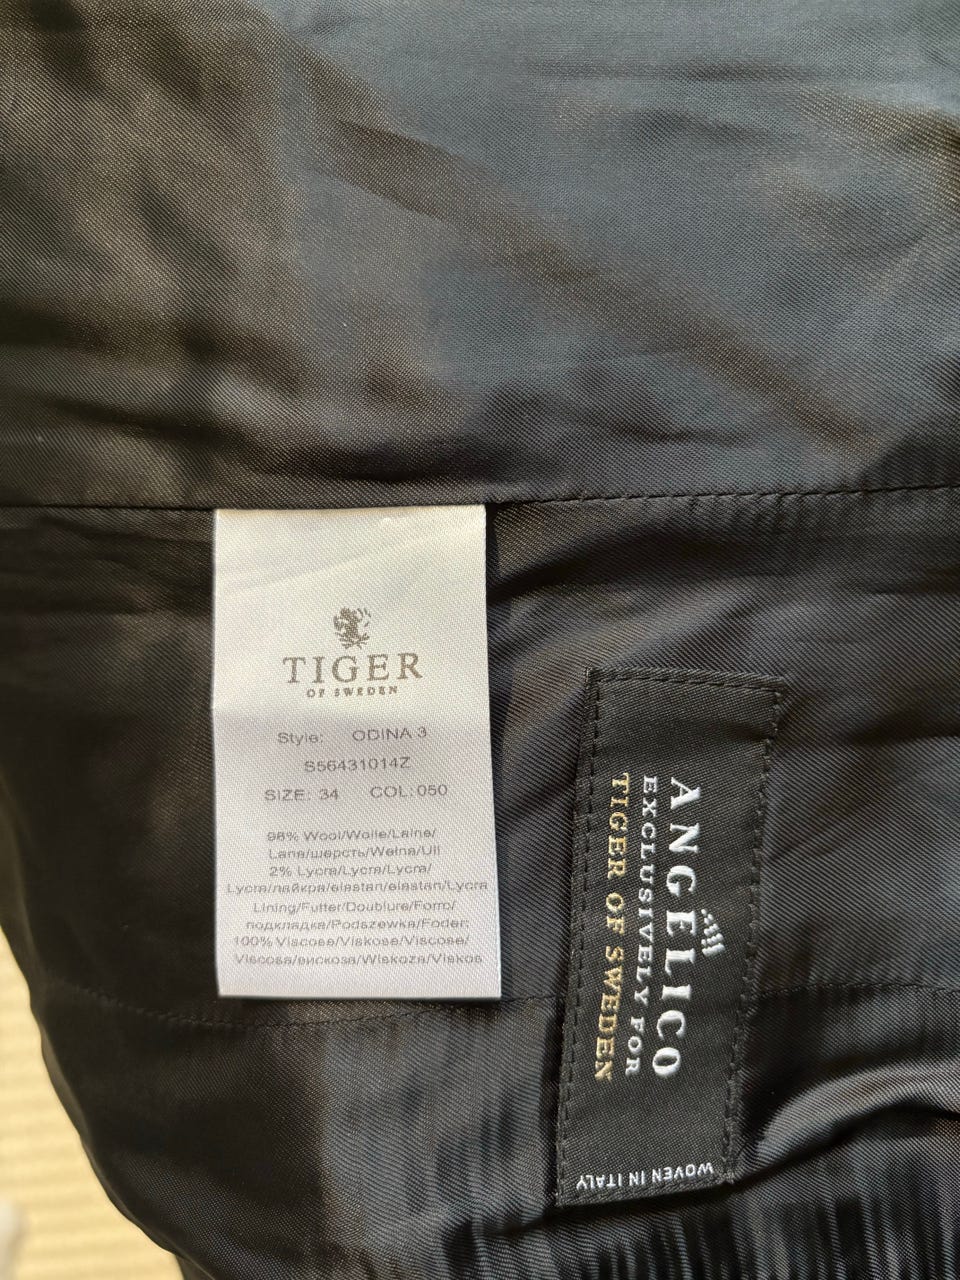 TIGER
OF SWEDEN
Style: ODINA 3
S56431014Z
SIZE: 34 COL:050
98% Wool/Wolle/Laine/
Lana/шерсть/Wełna/Ull
2% Lycra/Lycra/Lycra/
Lycra/лайкра/elastan/elastan/Lycra
Lining/Futter/Doublure/Forro/
подкладка/Podszewka/Foder:
100% Viscose/Viskose/Viscose/
Viscosa/вискоза/Wiskoza/Viskos
ANGELICO
EXCLUSIVELY FOR
TIGER OF SWEDEN
WOVEN IN ITALY